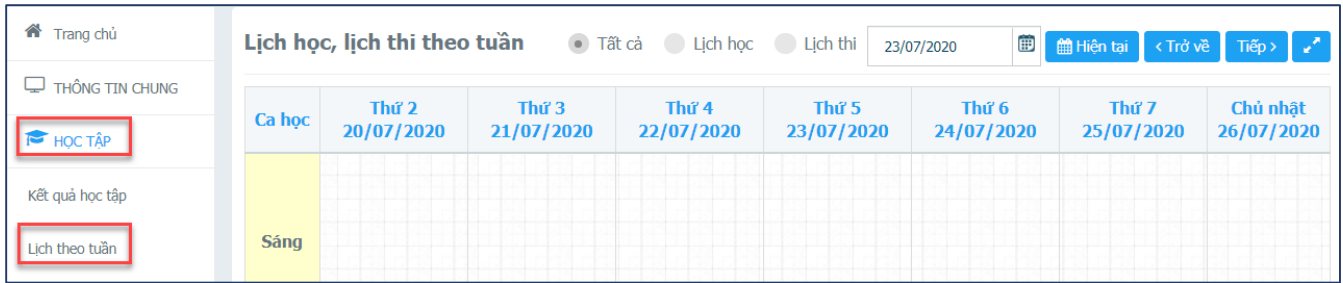 Trang chủ
THÔNG TIN CHUNG
HỌC TẬP
Kết quả học tập
Lịch theo tuần
Lịch học, lịch thi theo tuần Tất cả Lịch học Lịch thi 23/07/2020 Hiện tại < Trở về Tiếp >
Ca học Thứ 2 20/07/2020 Thứ 3 21/07/2020 Thứ 4 22/07/2020 Thứ 5 23/07/2020 Thứ 6 24/07/2020 Thứ 7 25/07/2020 Chủ nhật 26/07/2020
Sáng